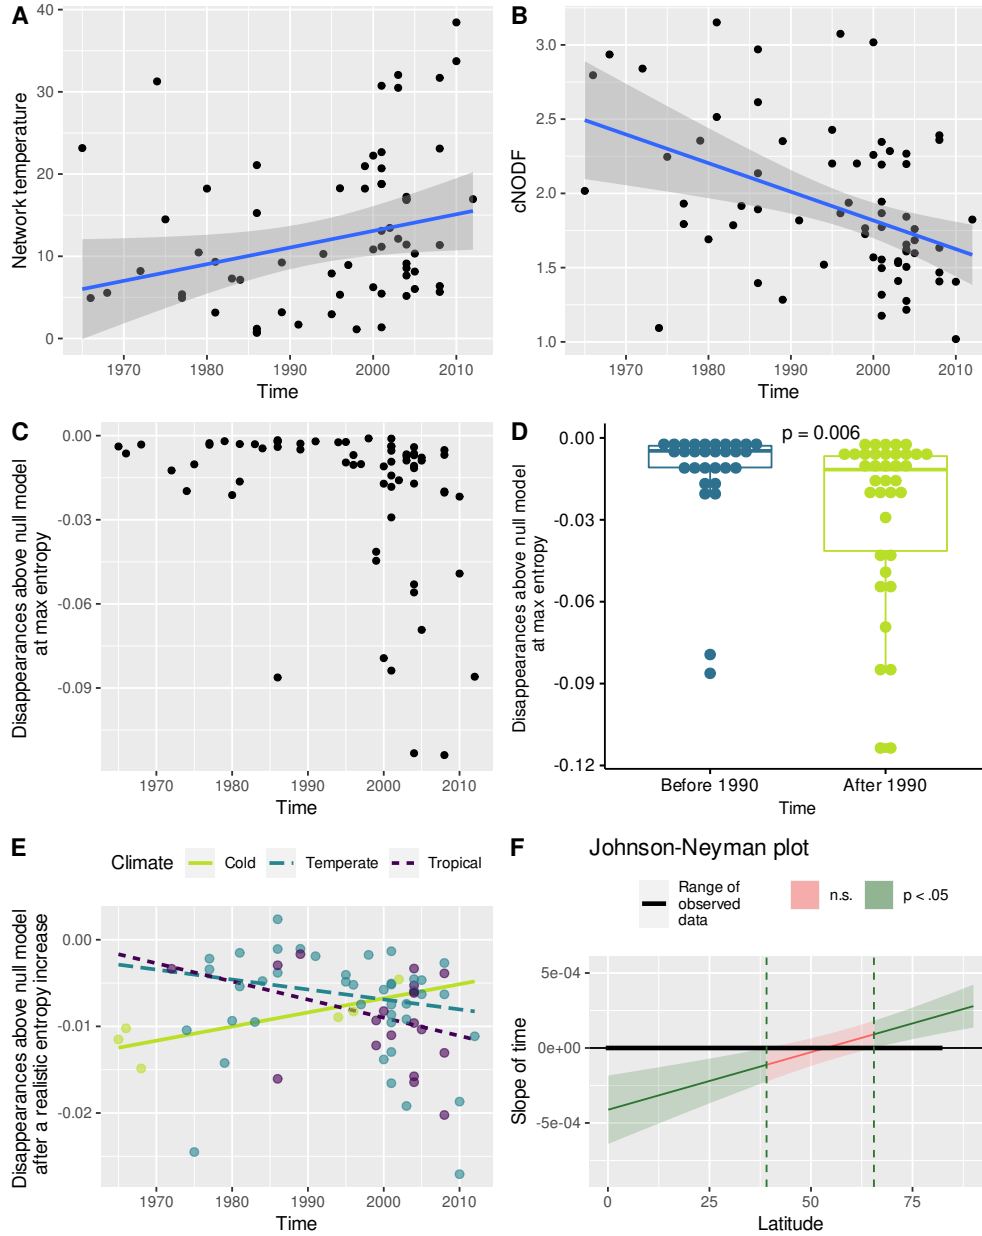 A
Network temperature
40
30
20
10
0
1970
1980
1990
2000
2010
Time
B
cNODF
3.0
2.5
2.0
1.5
1.0
1970
1980
1990
2000
2010
Time
C
Disappearances above null model
at max entropy
0.00
-0.03
-0.06
-0.09
1970
1980
1990
2000
2010
Time
D
p = 0.006
Disappearances above null model
at max entropy
0.00
-0.03
-0.06
-0.09
-0.12
Before 1990
After 1990
Time
E
Climate
Cold
Temperate
Tropical
Disappearances above null model
after a realistic entropy increase
0.00
-0.01
-0.02
1970
1980
1990
2000
2010
Time
F
Johnson-Neyman plot
Range of
observed
data
n.s.
p < .05
Slope of time
5e-04
0e+00
-5e-04
0
25
50
75
Latitude